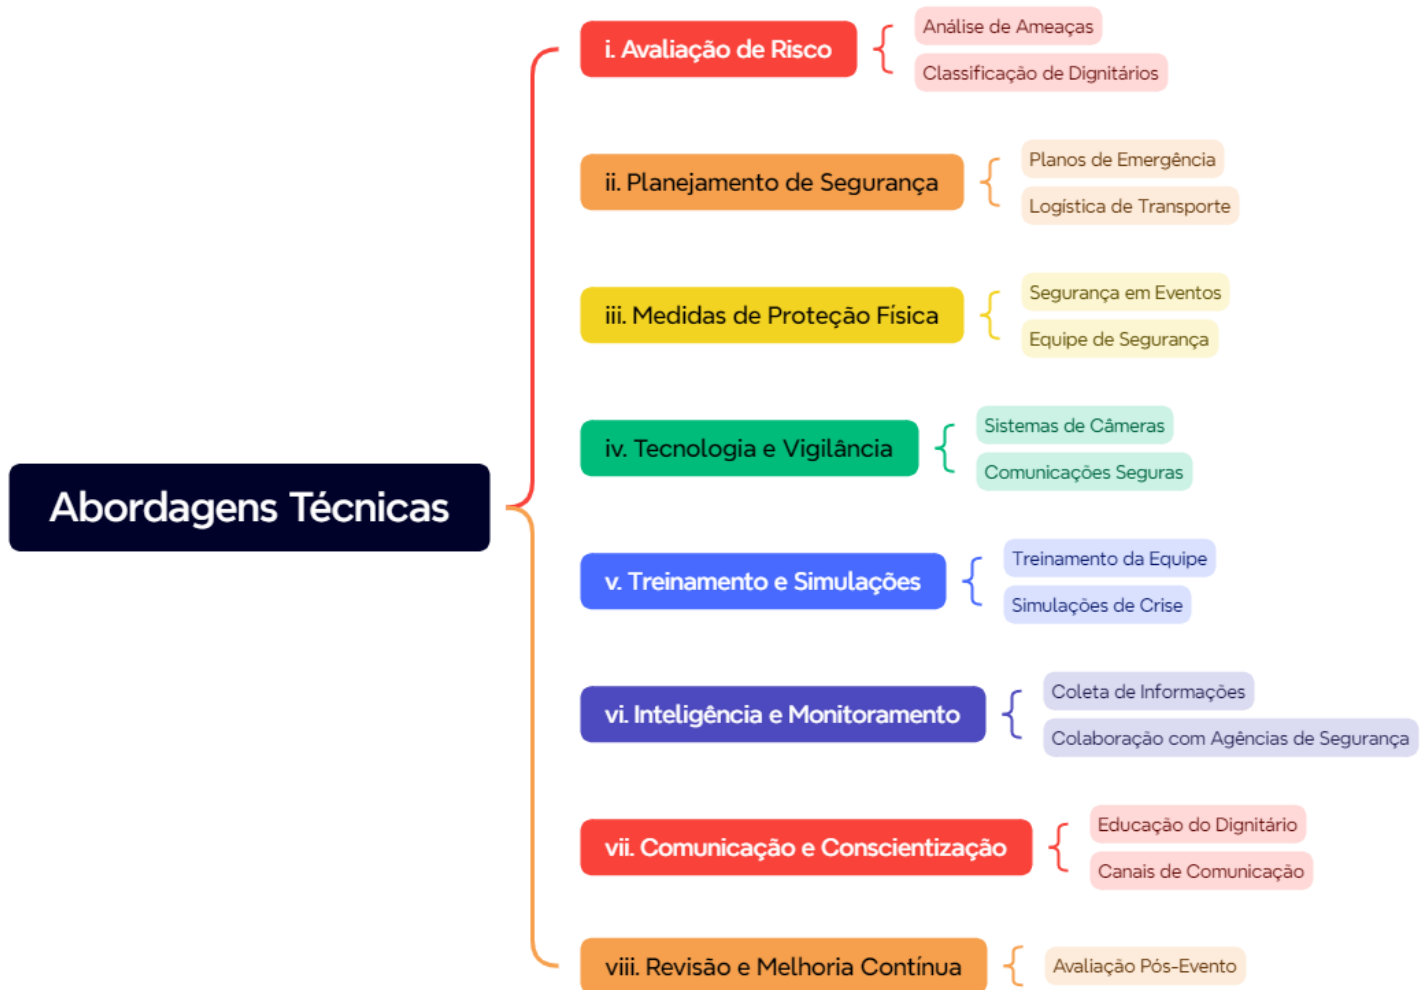 Abordagens Técnicas
i. Avaliação de Risco
Análise de Ameaças
Classificação de Dignitários
ii. Planejamento de Segurança
Planos de Emergência
Logística de Transporte
iii. Medidas de Proteção Física
Segurança em Eventos
Equipe de Segurança
iv. Tecnologia e Vigilância
Sistemas de Câmeras
Comunicações Seguras
v. Treinamento e Simulações
Treinamento da Equipe
Simulações de Crise
vi. Inteligência e Monitoramento
Coleta de Informações
Colaboração com Agências de Segurança
vii. Comunicação e Conscientização
Educação do Dignitário
Canais de Comunicação
viii. Revisão e Melhoria Contínua
Avaliação Pós-Evento